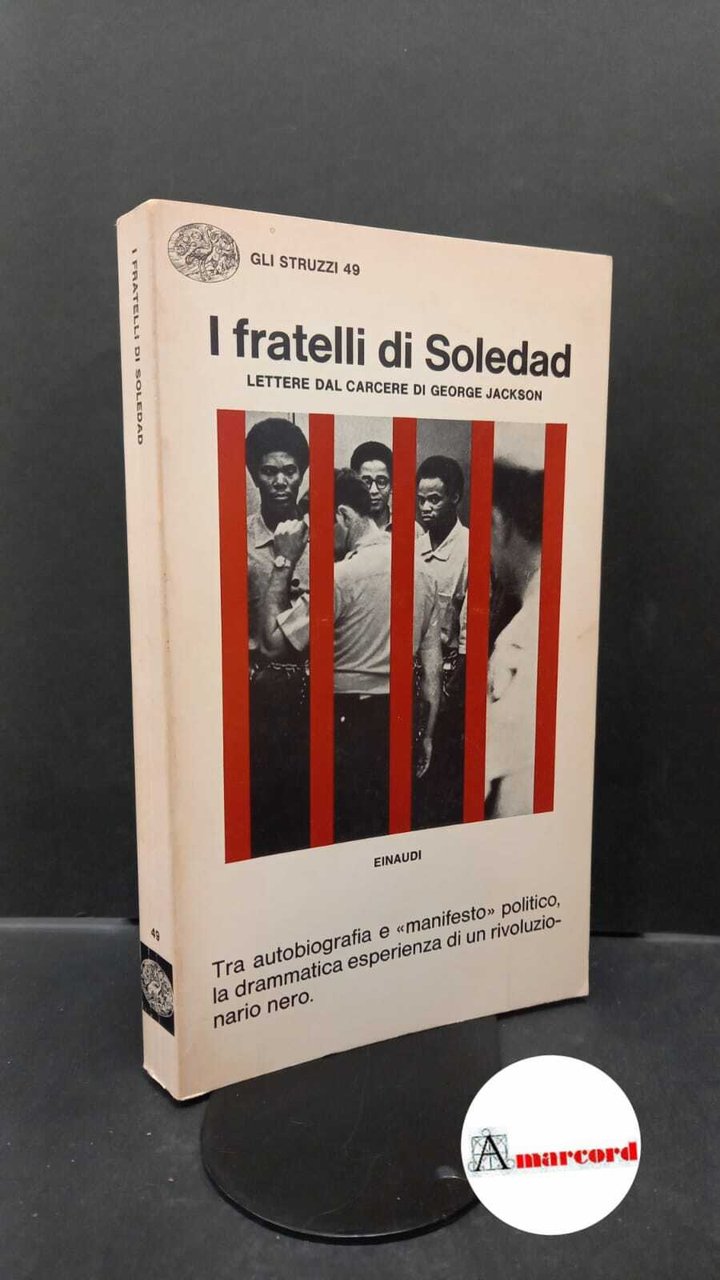 GLI STRUZZI 49
I fratelli di Soledad
LETTERE DAL CARCERE DI GEORGE JACKSON
EINAUDI
Tra autobiografia e «manifesto» politico,
la drammatica esperienza di un rivoluzio-
nario nero.
I FRATELLI DI SOLEDAD
49
Amarcord